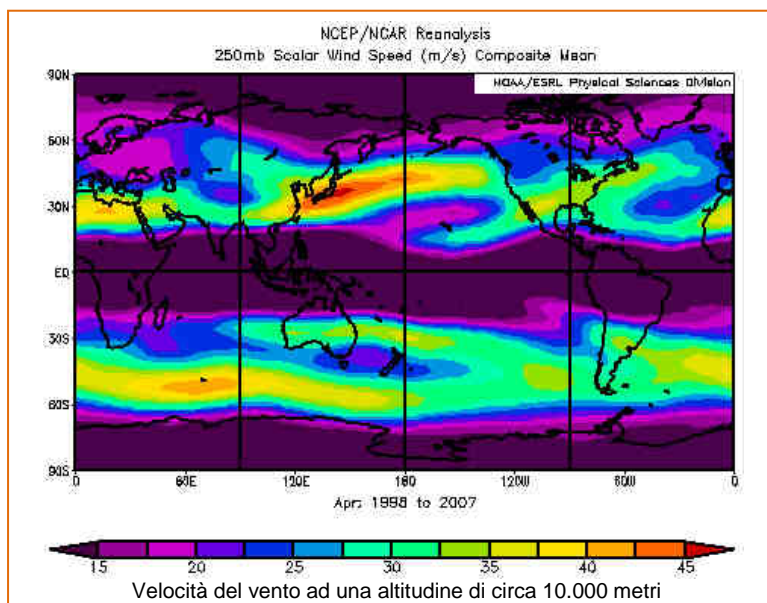 NCEP/NCAR Reanalysis
250mb Scalar Wind Speed (m/s) Composite Mean
NOAA/ESRL Physical Sciences Division
90N
60N
30N
EQ
30S
60S
90S
0 60E 120E 180 120W 60W 0
Apr: 1998 to 2007
15 20 25 30 35 40 45
Velocità del vento ad una altitudine di circa 10.000 metri